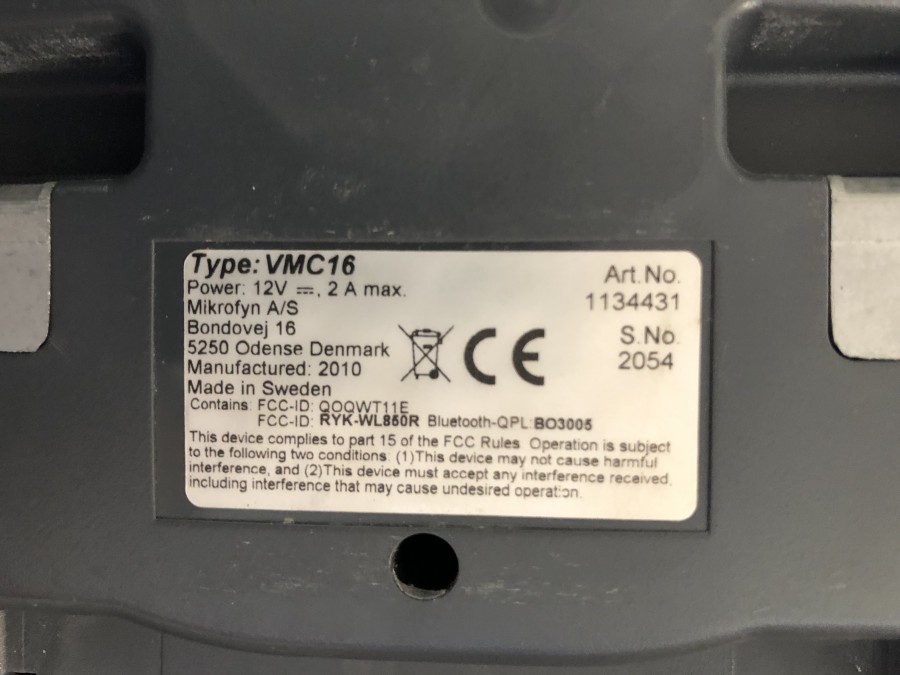 Type: VMC16
Power: 12V ⎓, 2 A max.
Mikrofyn A/S
Bondovej 16
5250 Odense Denmark
Manufactured: 2010
Made in Sweden
Art.No.
1134431
S.No.
2054
CE
Contains: FCC-ID: QOQWT11E
FCC-ID: RYK-WL850R Bluetooth-QPL:BO3005
This device complies to part 15 of the FCC Rules. Operation is subject
to the following two conditions: (1)This device may not cause harmful
interference, and (2)This device must accept any interference received,
including interference that may cause undesired operation.